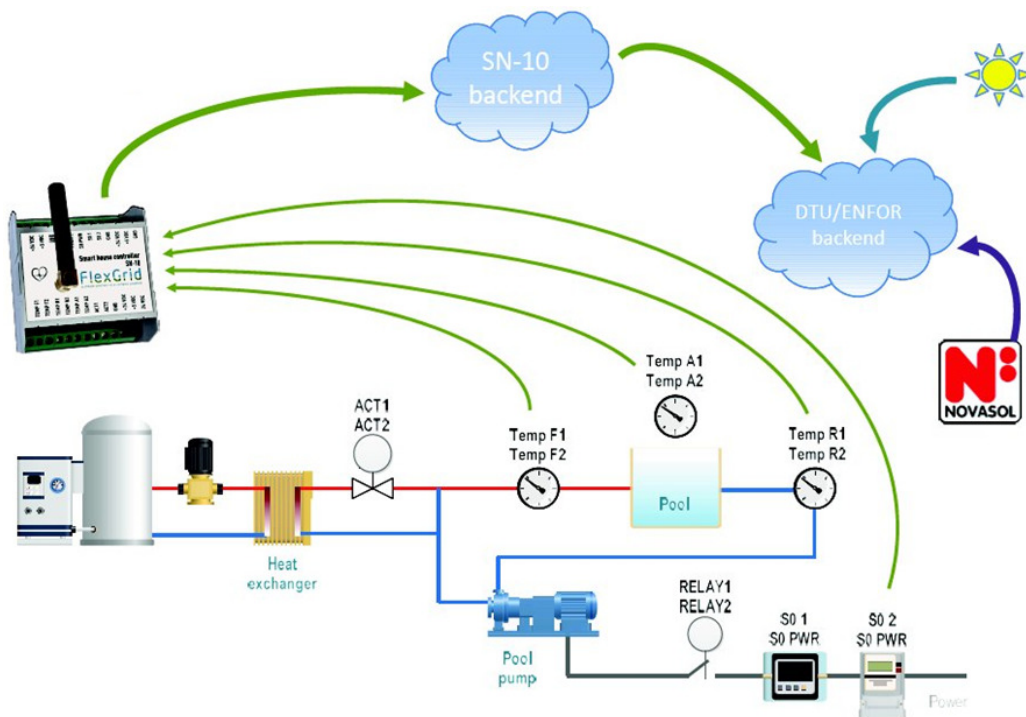 SN-10
backend
DTU/ENFOR
backend
NOVASOL
Smart house controller
SN-10
FlexGrid
Temp A1
Temp A2
ACT1
ACT2
Temp F1
Temp F2
Temp R1
Temp R2
Pool
Heat
exchanger
RELAY1
RELAY2
S0 1
S0 PWR
S0 2
S0 PWR
Pool
pump
Power